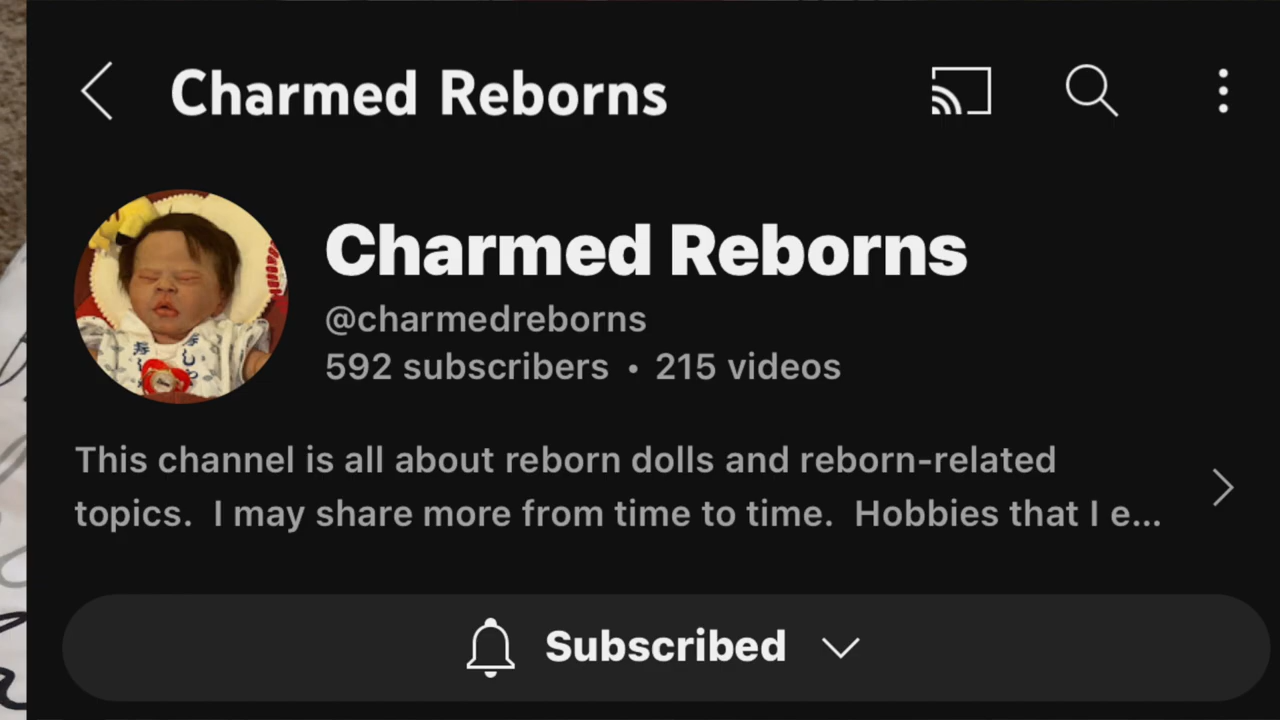 Charmed Reborns
Charmed Reborns
@charmedreborns
592 subscribers • 215 videos
This channel is all about reborn dolls and reborn-related
topics. I may share more from time to time. Hobbies that I e...
Subscribed